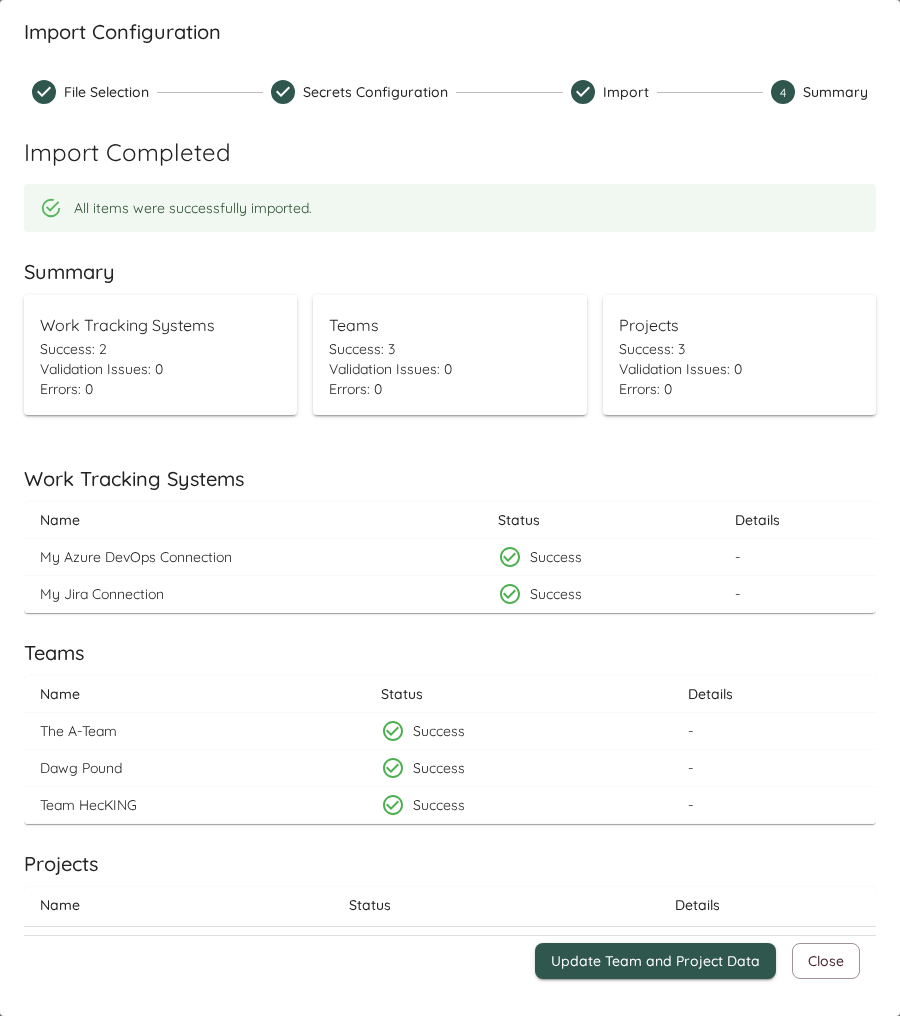 Import Configuration
File Selection Secrets Configuration Import 4 Summary
Import Completed
All items were successfully imported.
Summary
Work Tracking Systems
Success: 2
Validation Issues: 0
Errors: 0
Teams
Success: 3
Validation Issues: 0
Errors: 0
Projects
Success: 3
Validation Issues: 0
Errors: 0
Work Tracking Systems
Name Status Details
My Azure DevOps Connection Success -
My Jira Connection Success -
Teams
Name Status Details
The A-Team Success -
Dawg Pound Success -
Team HecKING Success -
Projects
Name Status Details
Update Team and Project Data Close